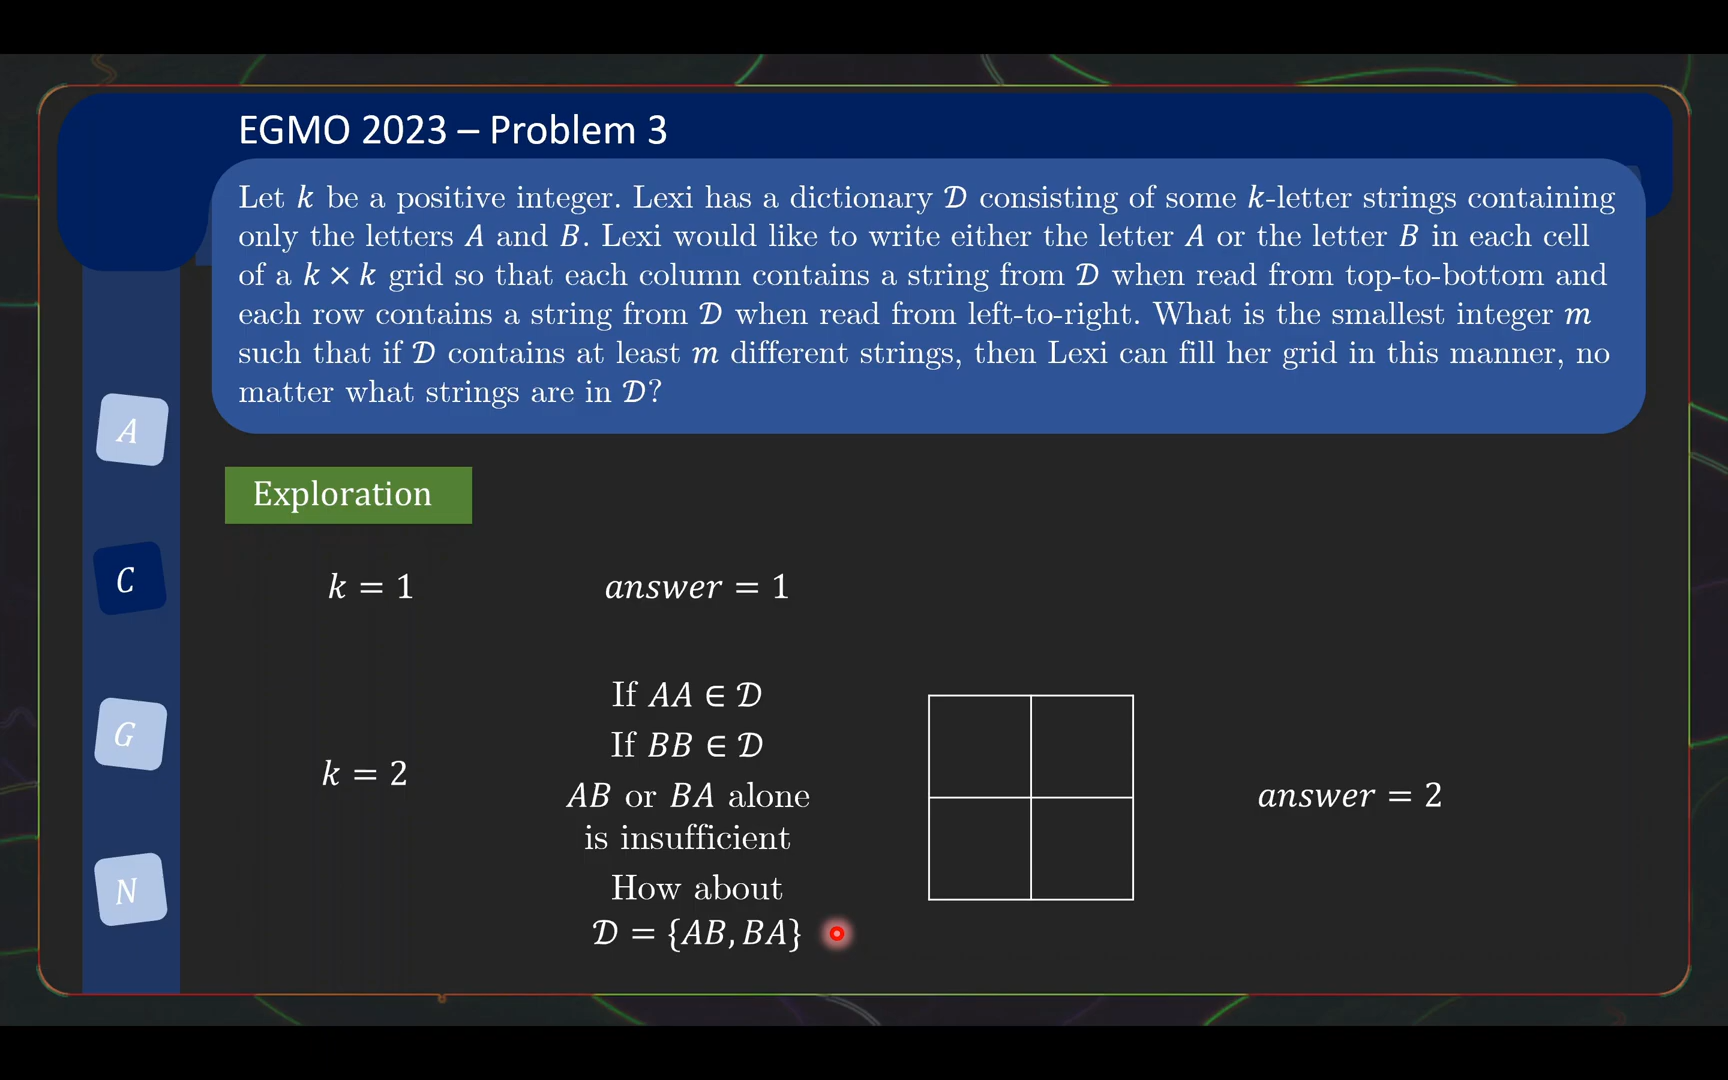 EGMO 2023 – Problem 3
Let k be a positive integer. Lexi has a dictionary 𝒟 consisting of some k-letter strings containing
only the letters A and B. Lexi would like to write either the letter A or the letter B in each cell
of a k × k grid so that each column contains a string from 𝒟 when read from top-to-bottom and
each row contains a string from 𝒟 when read from left-to-right. What is the smallest integer m
such that if 𝒟 contains at least m different strings, then Lexi can fill her grid in this manner, no
matter what strings are in 𝒟?
A
C
G
N
Exploration
k = 1
answer = 1
k = 2
If AA ∈ 𝒟
If BB ∈ 𝒟
AB or BA alone
is insufficient
How about
𝒟 = {AB, BA}
answer = 2